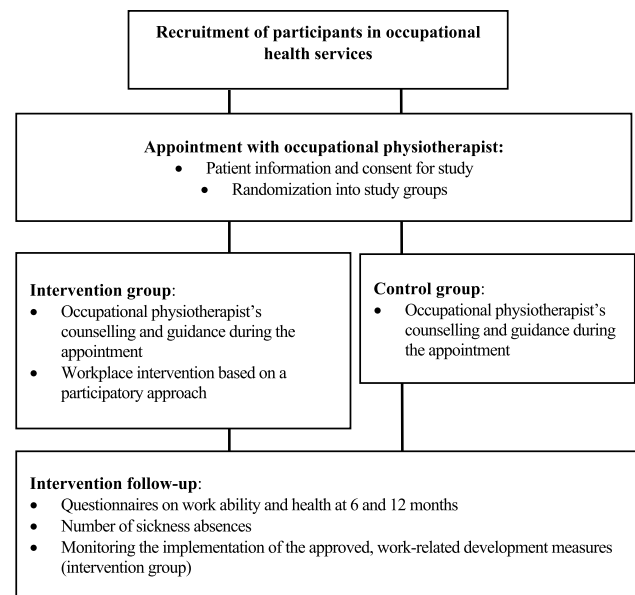 Recruitment of participants in occupational
health services
Appointment with occupational physiotherapist:
• Patient information and consent for study
• Randomization into study groups
Intervention group:
• Occupational physiotherapist’s
counselling and guidance during the
appointment
• Workplace intervention based on a
participatory approach
Control group:
• Occupational physiotherapist’s
counselling and guidance during
the appointment
Intervention follow-up:
• Questionnaires on work ability and health at 6 and 12 months
• Number of sickness absences
• Monitoring the implementation of the approved, work-related development measures
(intervention group)